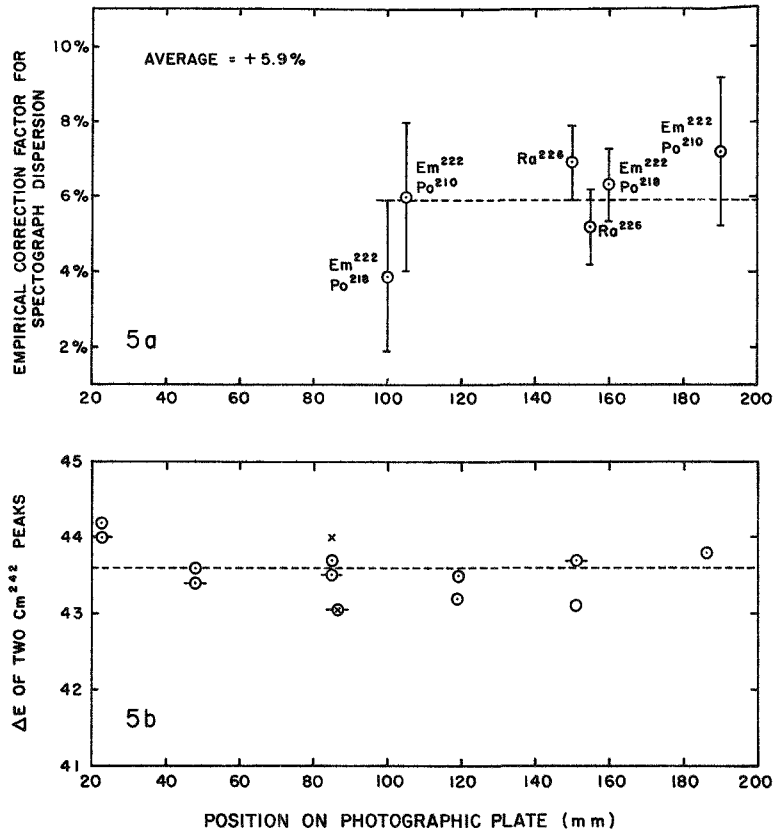 EMPIRICAL CORRECTION FACTOR FOR
SPECTOGRAPH DISPERSION
10%
8%
6%
4%
2%
AVERAGE = +5.9%
Em222
Po218
Em222
Po210
Ra226
Ra226
Em222
Po218
Em222
Po210
5a
20 40 60 80 100 120 140 160 180 200
ΔE OF TWO Cm242 PEAKS
45
44
43
42
41
5b
20 40 60 80 100 120 140 160 180 200
POSITION ON PHOTOGRAPHIC PLATE (mm)